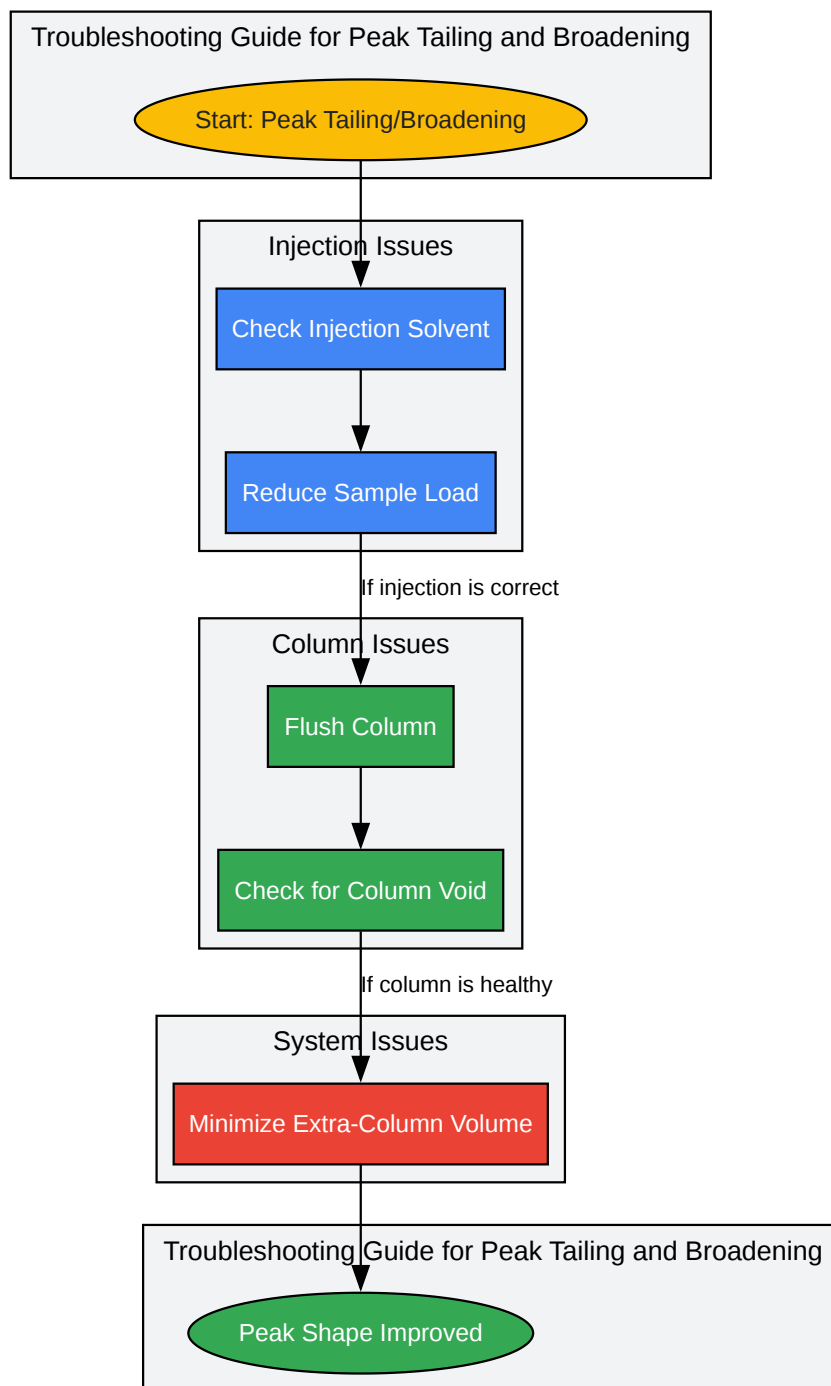 Troubleshooting Guide for Peak Tailing and Broadening
Start: Peak Tailing/Broadening
Injection Issues
Check Injection Solvent
Reduce Sample Load
If injection is correct
Column Issues
Flush Column
Check for Column Void
If column is healthy
System Issues
Minimize Extra-Column Volume
Troubleshooting Guide for Peak Tailing and Broadening
Peak Shape Improved